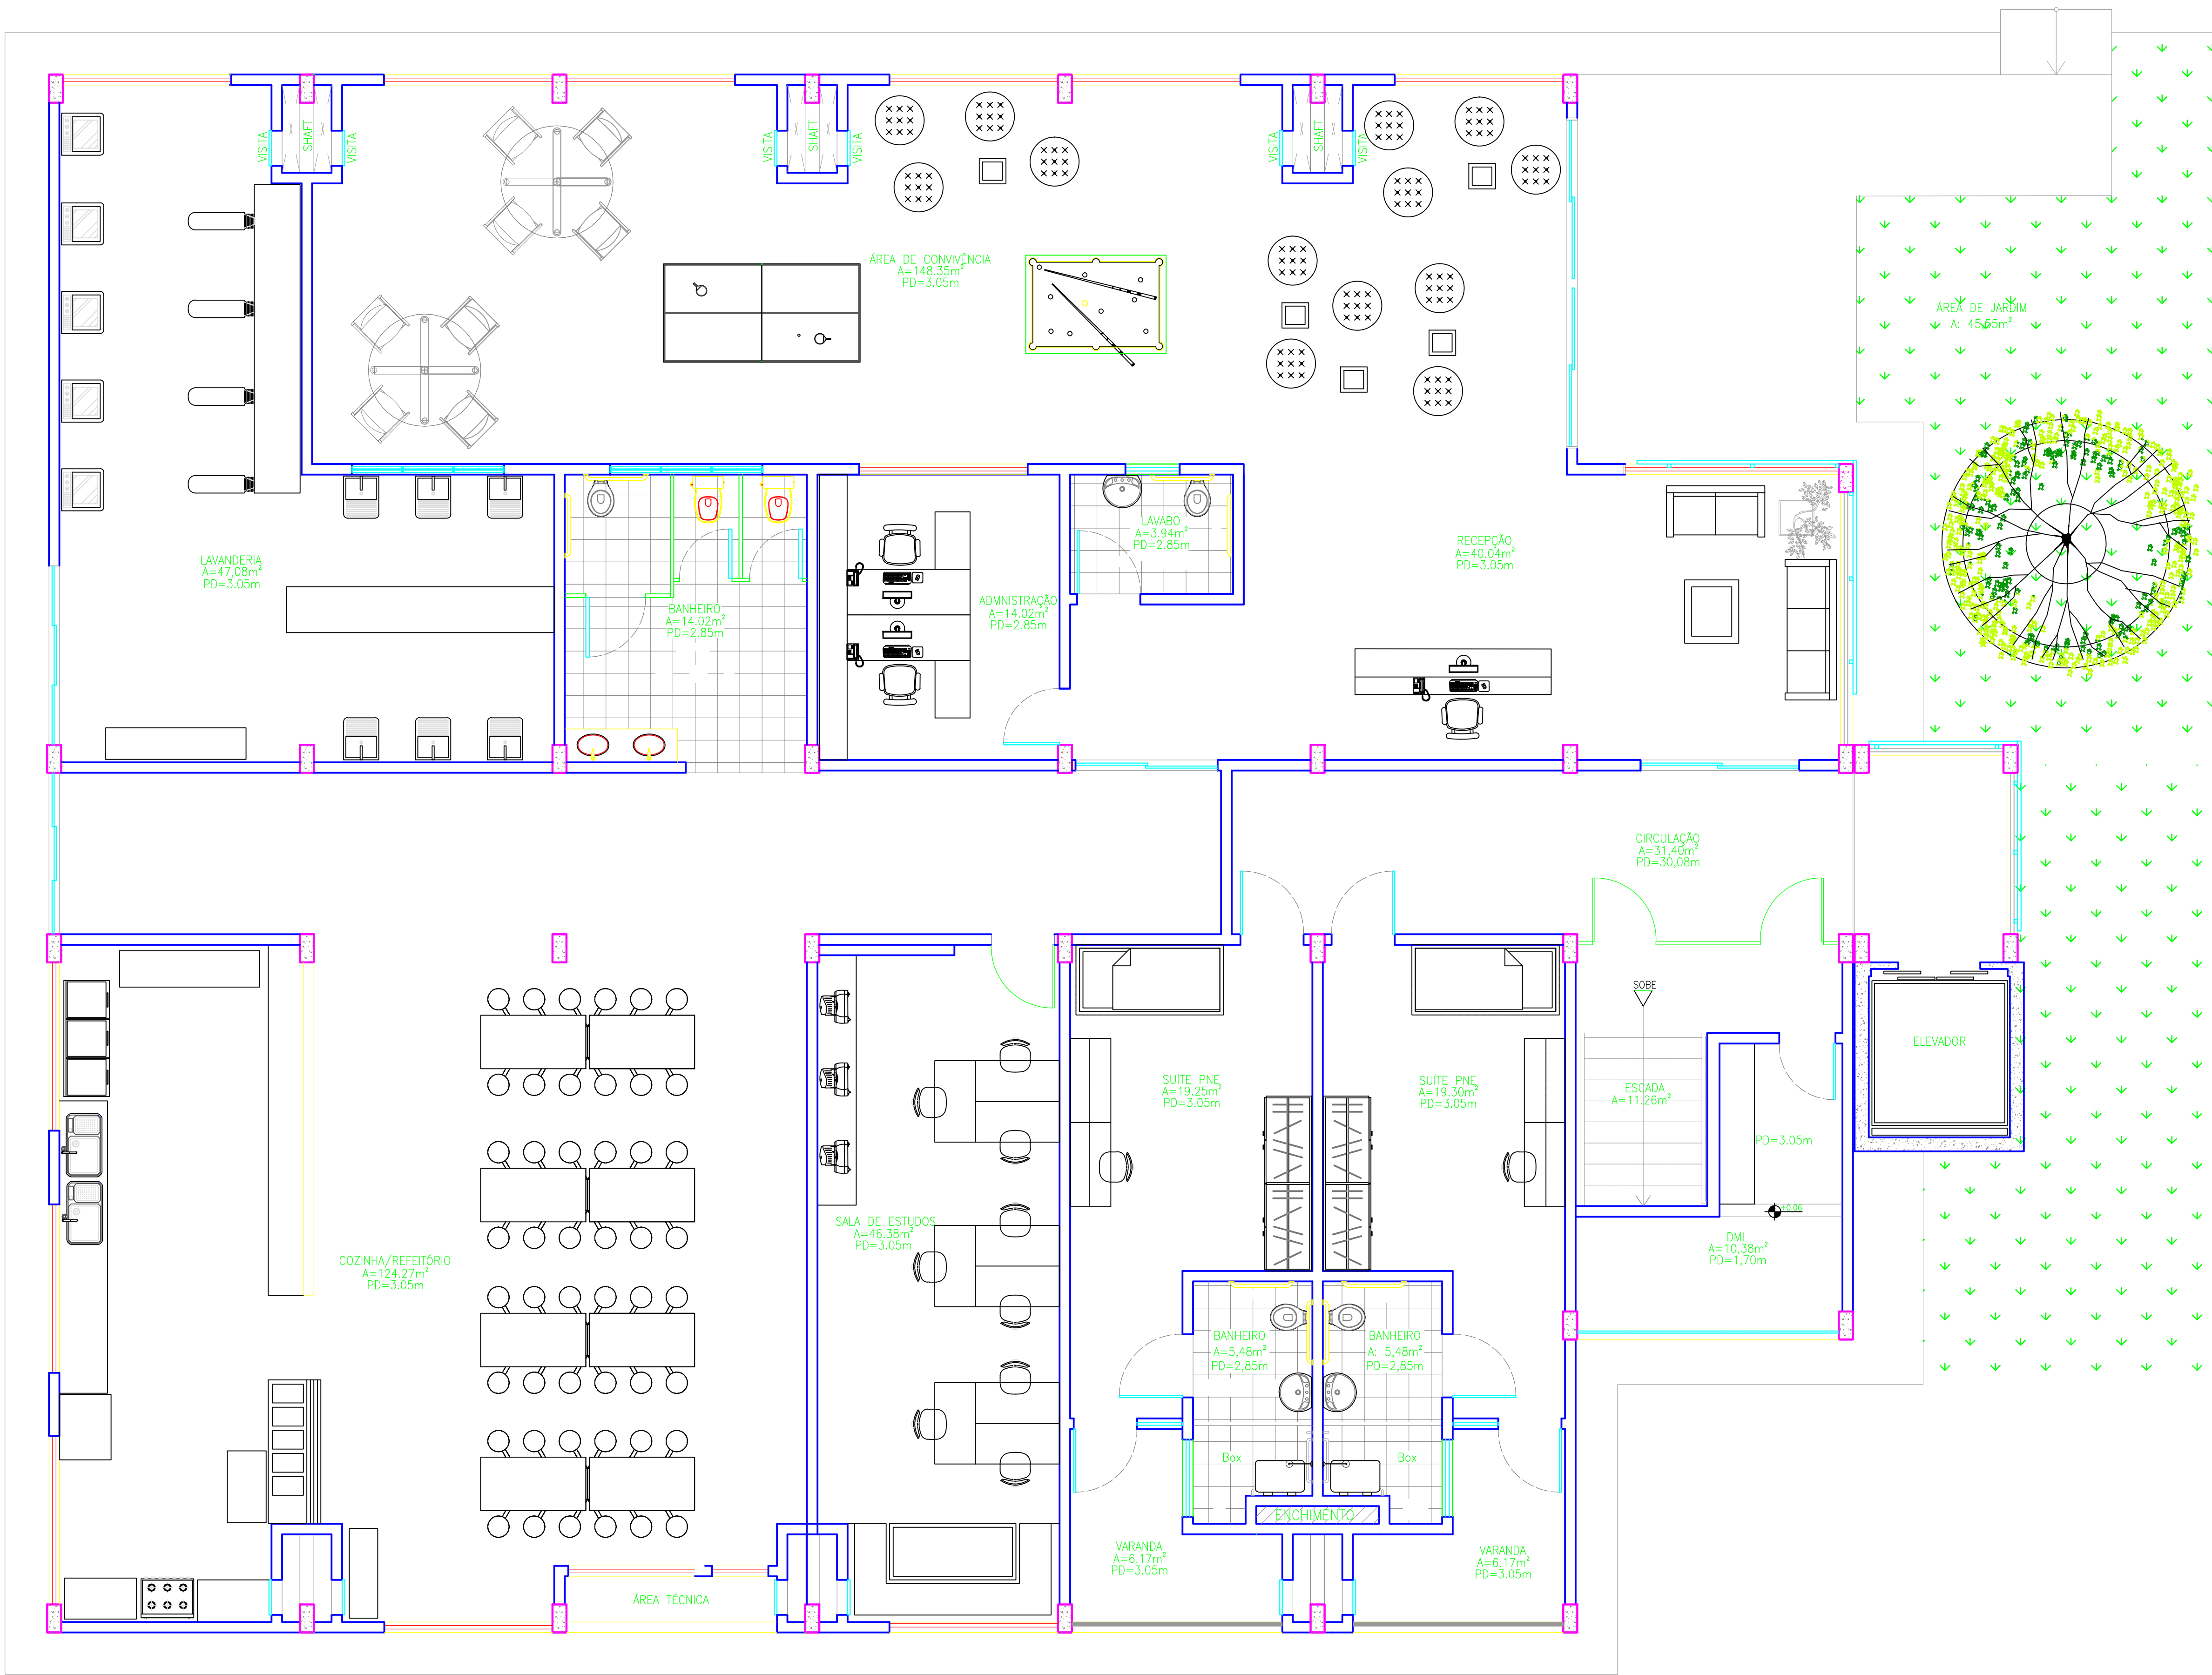 VISITA
SHAFT
VISITA
VISITA
SHAFT
VISITA
VISITA
SHAFT
VISITA
ÁREA DE CONVIVÊNCIA
A=148.35m²
PD=3.05m
ÁREA DE JARDIM
A: 45,55m²
LAVANDERIA
A=47,08m²
PD=3.05m
BANHEIRO
A=14.02m²
PD=2.85m
ADMNISTRAÇÃO
A=14.02m²
PD=2.85m
LAVABO
A=3.94m²
PD=2.85m
RECEPÇÃO
A=40.04m²
PD=3.05m
CIRCULAÇÃO
A=31,40m²
PD=30,08m
SOBE
ELEVADOR
SUÍTE PNE
A=19.25m²
PD=3.05m
SUÍTE PNE
A=19.30m²
PD=3.05m
ESCADA
A=11.26m²
PD=3.05m
+0.06
SALA DE ESTUDOS
A=46.38m²
PD=3.05m
DML
A=10,38m²
PD=1,70m
COZINHA/REFEITÓRIO
A=124.27m²
PD=3.05m
BANHEIRO
A=5,48m²
PD=2,85m
BANHEIRO
A: 5,48m²
PD=2,85m
Box
Box
ENCHIMENTO
VARANDA
A=6.17m²
PD=3.05m
VARANDA
A=6.17m²
PD=3.05m
ÁREA TÉCNICA